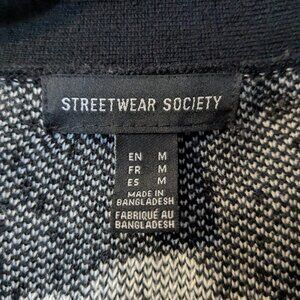 STREETWEAR SOCIETY
EN M
FR M
ES M
MADE IN
BANGLADESH
FABRIQUÉ AU
BANGLADESH